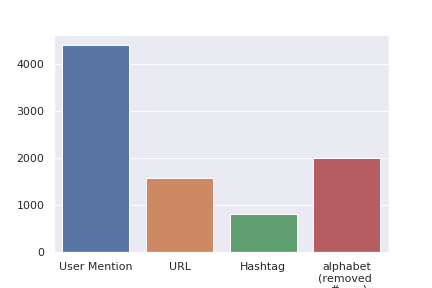 4000
3000
2000
1000
0
User Mention
URL
Hashtag
alphabet
(removed